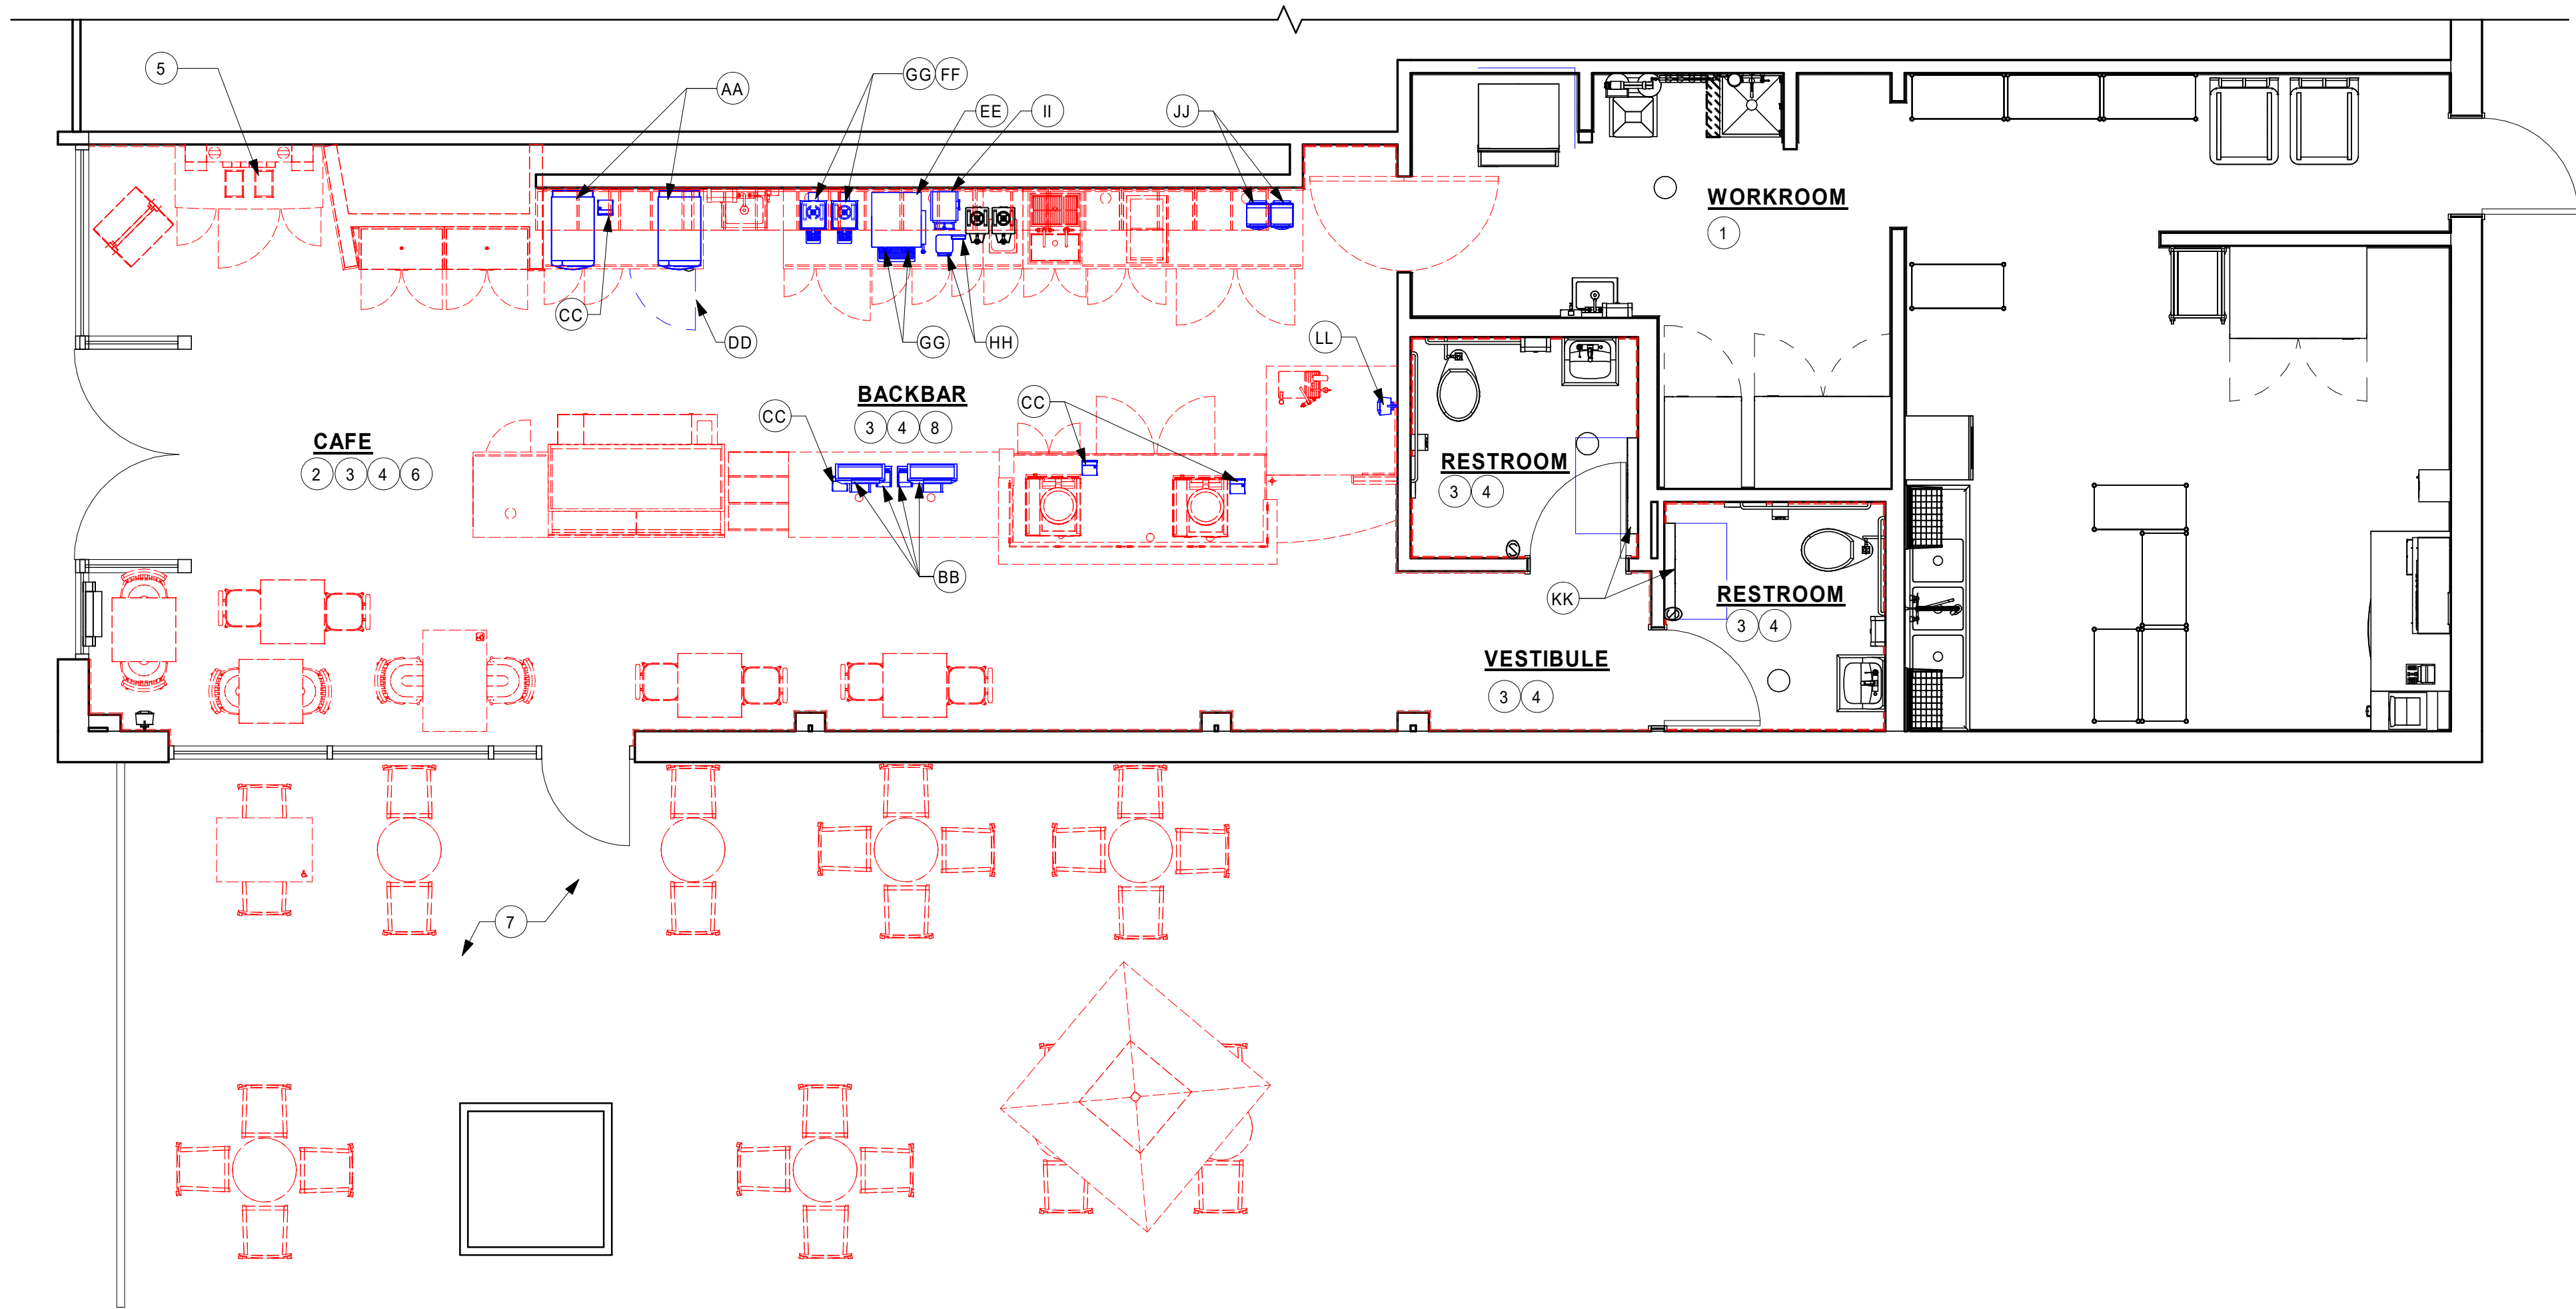 5
AA
GG FF
EE
II
JJ
WORKROOM
1
CC
DD
GG
HH
LL
BACKBAR
3 4 8
CC
CC
CAFE
2 3 4 6
RESTROOM
3 4
BB
KK
RESTROOM
3 4
VESTIBULE
3 4
7